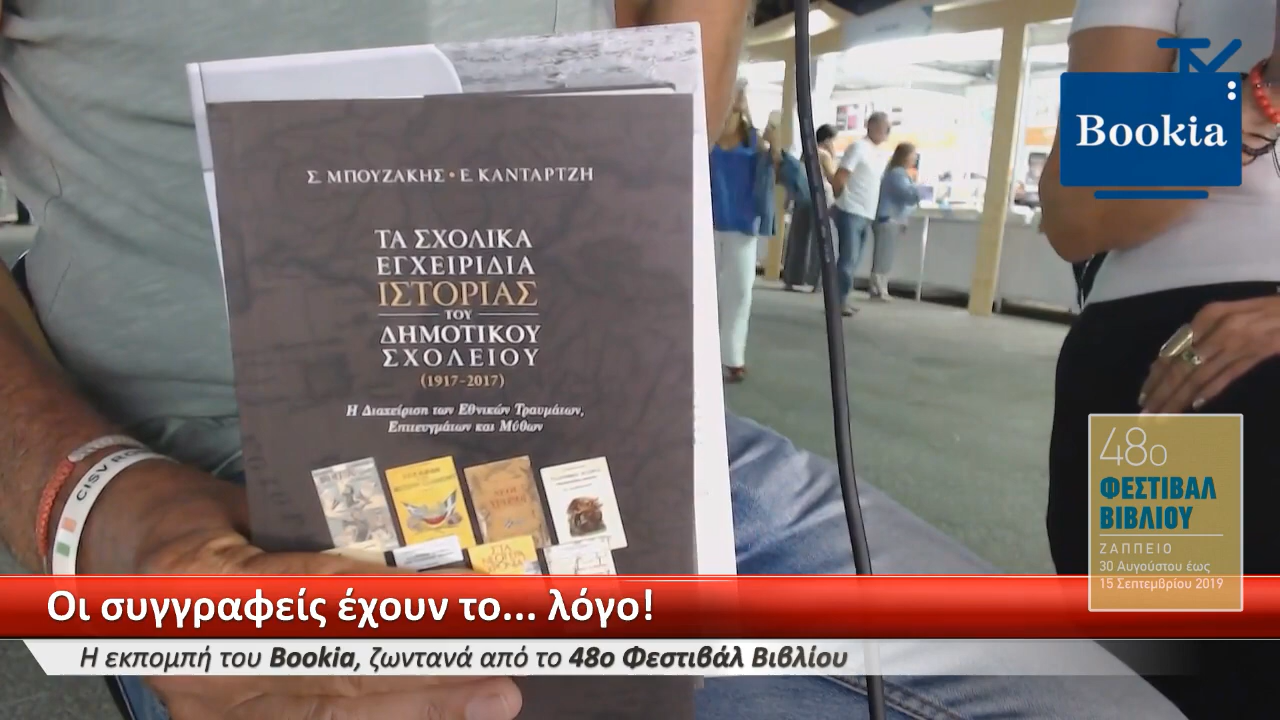 Σ. ΜΠΟΥΖΑΚΗΣ • Ε. ΚΑΝΤΑΡΤΖΗ
ΤΑ ΣΧΟΛΙΚΑ
ΕΓΧΕΙΡΙΔΙΑ
ΙΣΤΟΡΙΑΣ
ΤΟΥ
ΔΗΜΟΤΙΚΟΥ
ΣΧΟΛΕΙΟΥ
(1917-2017)
Η Διαχείριση των Εθνικών Τραυμάτων,
Επιτευγμάτων και Μύθων
TV
Bookia
48ο
ΦΕΣΤΙΒΑΛ
ΒΙΒΛΙΟΥ
ΖΑΠΠΕΙΟ
30 Αυγούστου έως
15 Σεπτεμβρίου 2019
Οι συγγραφείς έχουν το... λόγο!
Η εκπομπή του Bookia, ζωντανά από το 48ο Φεστιβάλ Βιβλίου